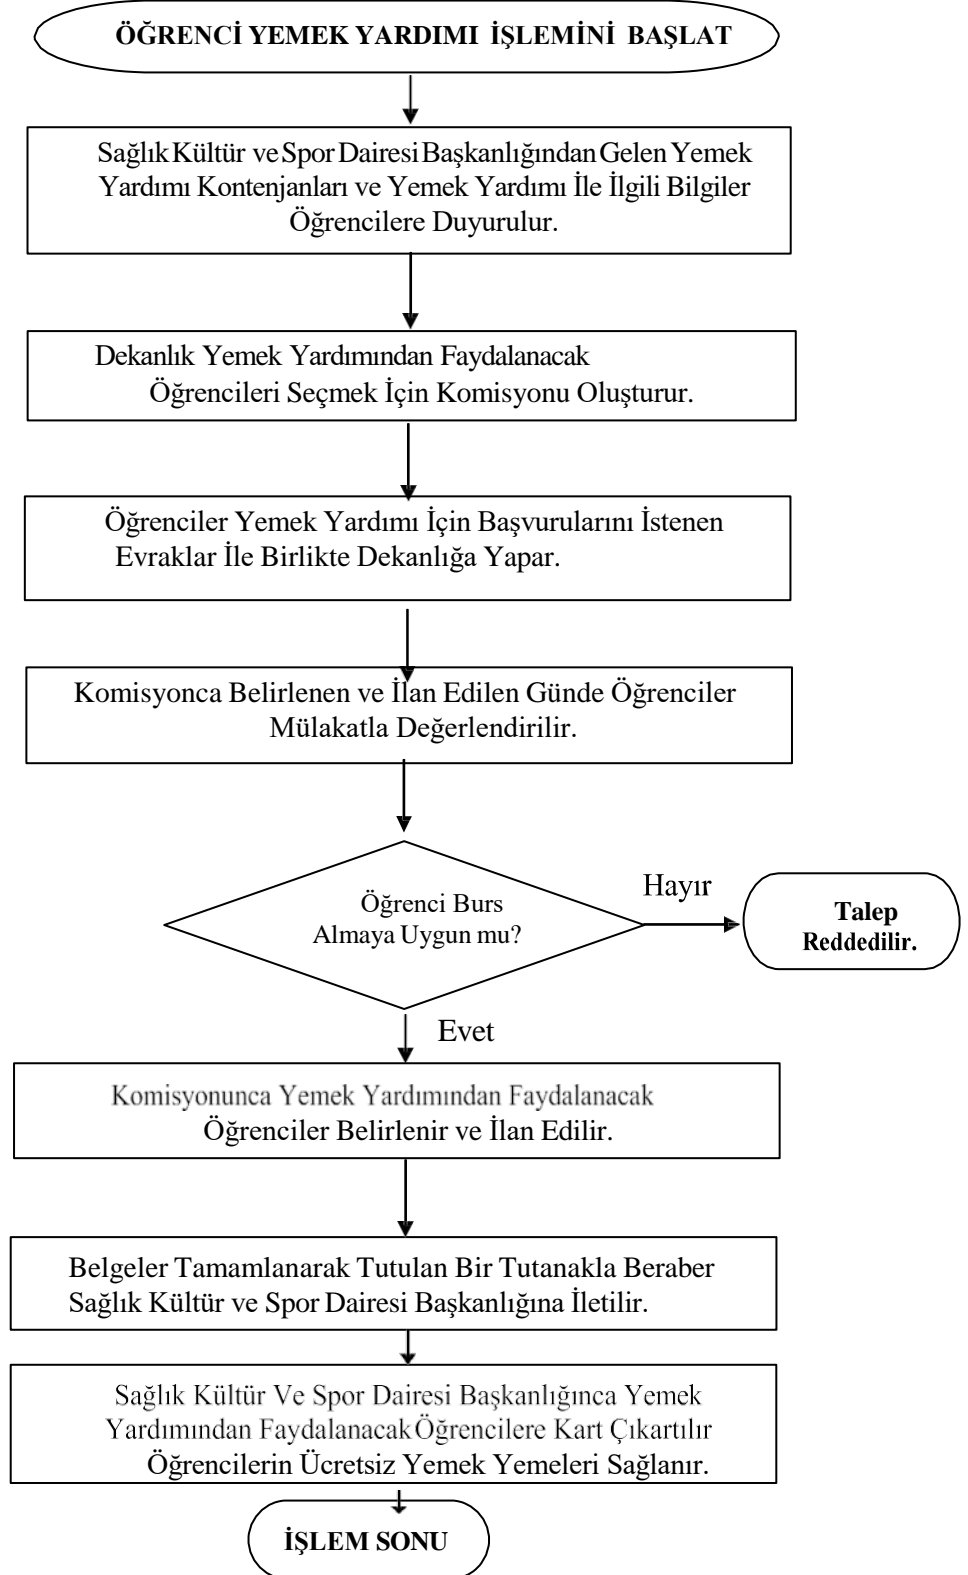 ÖĞRENCİ YEMEK YARDIMI İŞLEMİNİ BAŞLAT
Sağlık Kültür ve Spor Dairesi Başkanlığından Gelen Yemek
Yardımı Kontenjanları ve Yemek Yardımı İle İlgili Bilgiler
Öğrencilere Duyurulur.
Dekanlık Yemek Yardımından Faydalanacak
Öğrencileri Seçmek İçin Komisyonu Oluşturur.
Öğrenciler Yemek Yardımı İçin Başvurularını İstenen
Evraklar İle Birlikte Dekanlığa Yapar.
Komisyonca Belirlenen ve İlan Edilen Günde Öğrenciler
Mülakatla Değerlendirilir.
Öğrenci Burs
Almaya Uygun mu?
Hayır
Talep
Reddedilir.
Evet
Komisyonunca Yemek Yardımından Faydalanacak
Öğrenciler Belirlenir ve İlan Edilir.
Belgeler Tamamlanarak Tutulan Bir Tutanakla Beraber
Sağlık Kültür ve Spor Dairesi Başkanlığına İletilir.
Sağlık Kültür Ve Spor Dairesi Başkanlığınca Yemek
Yardımından Faydalanacak Öğrencilere Kart Çıkartılır
Öğrencilerin Ücretsiz Yemek Yemeleri Sağlanır.
İŞLEM SONU